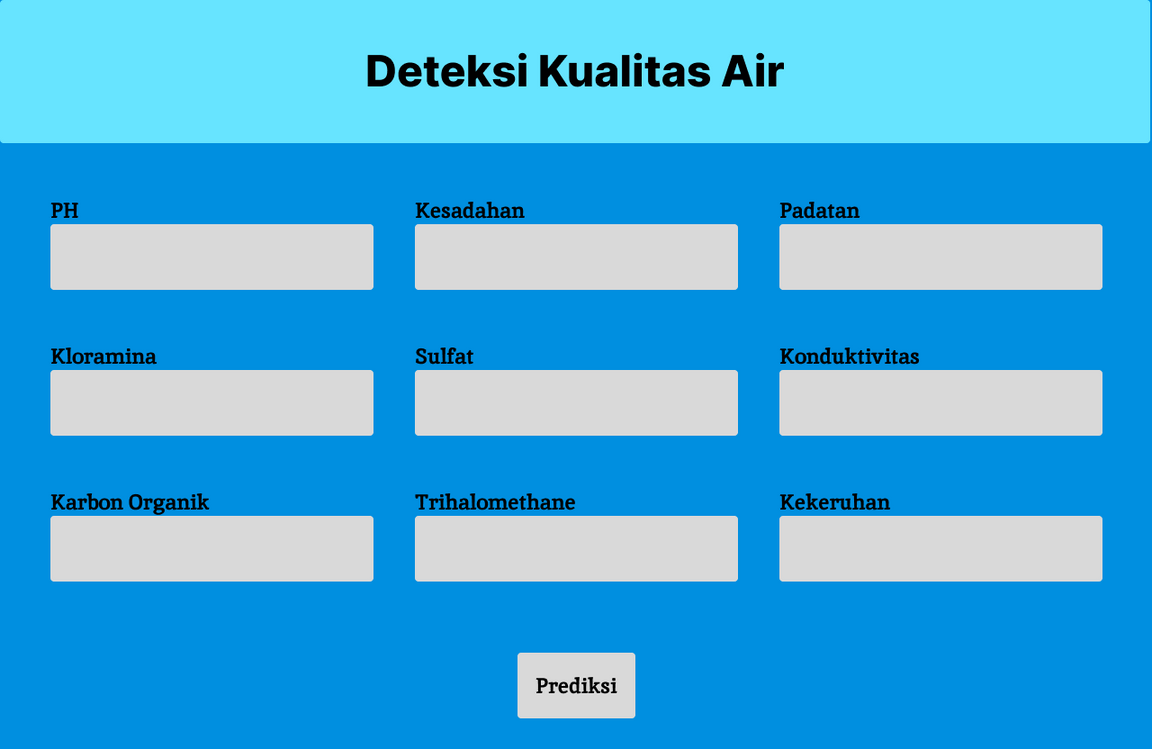 Deteksi Kualitas Air
PH
Kesadahan
Padatan
Kloramina
Sulfat
Konduktivitas
Karbon Organik
Trihalomethane
Kekeruhan
Prediksi